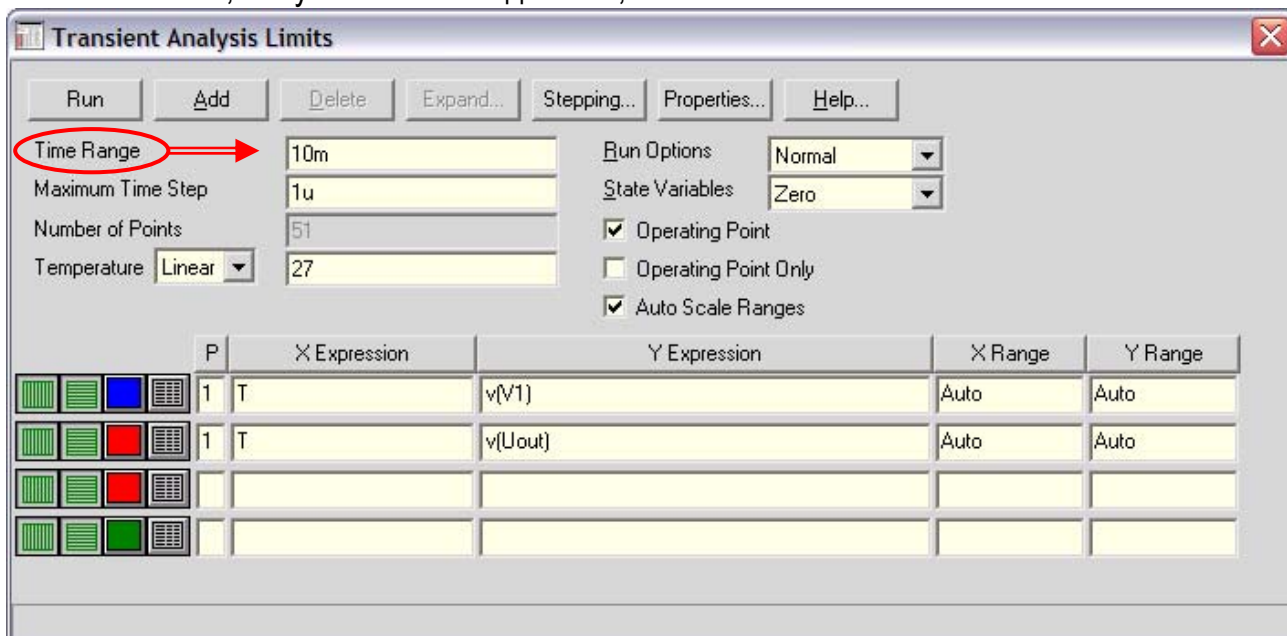 Transient Analysis Limits
Run Add Delete Expand... Stepping... Properties... Help...
Time Range 10m Run Options Normal
Maximum Time Step 1u State Variables Zero
Number of Points 51 Operating Point
Temperature Linear 27 Operating Point Only
Auto Scale Ranges
P X Expression Y Expression X Range Y Range
1 T v(V1) Auto Auto
1 T v(Uout) Auto Auto